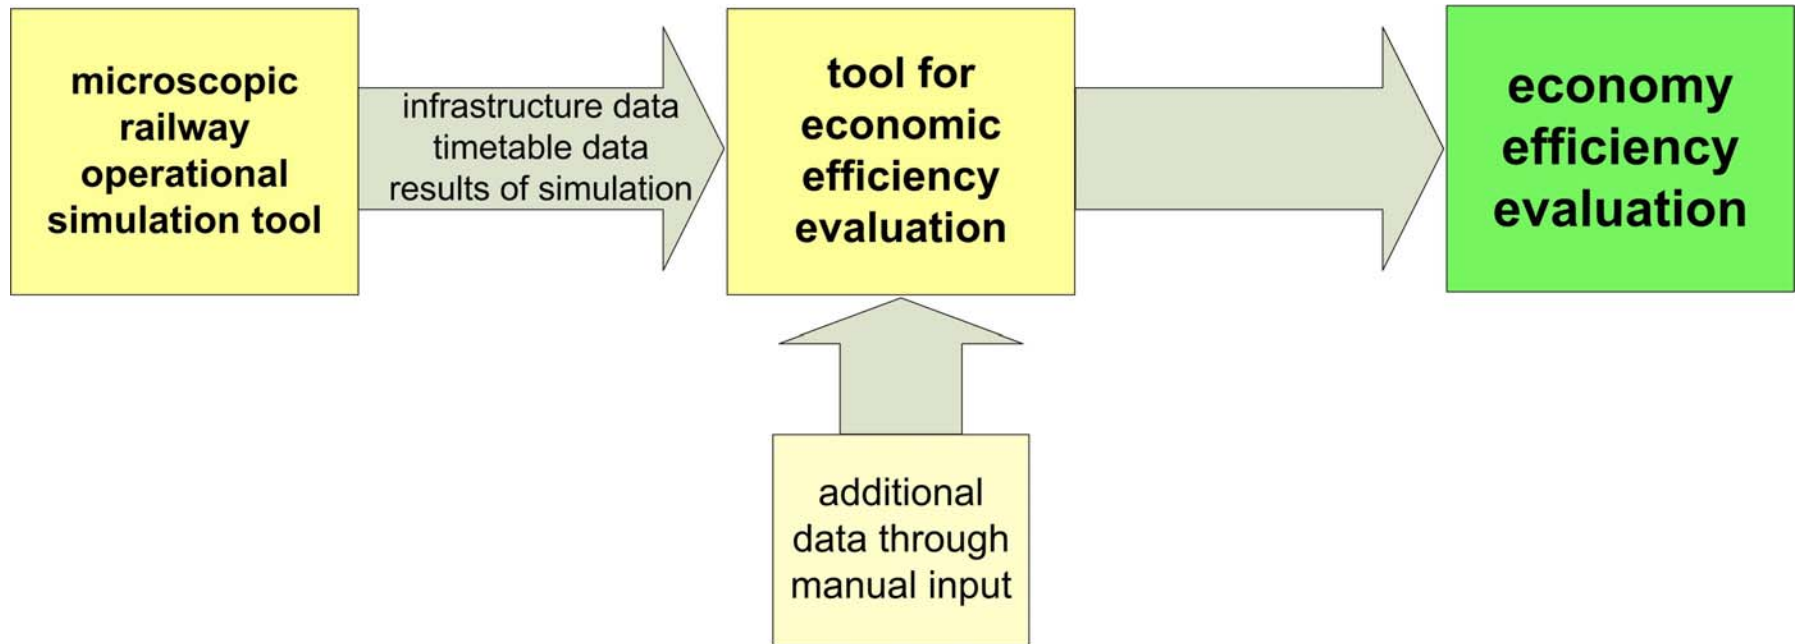 microscopic
railway
operational
simulation tool
infrastructure data
timetable data
results of simulation
tool for
economic
efficiency
evaluation
economy
efficiency
evaluation
additional
data through
manual input